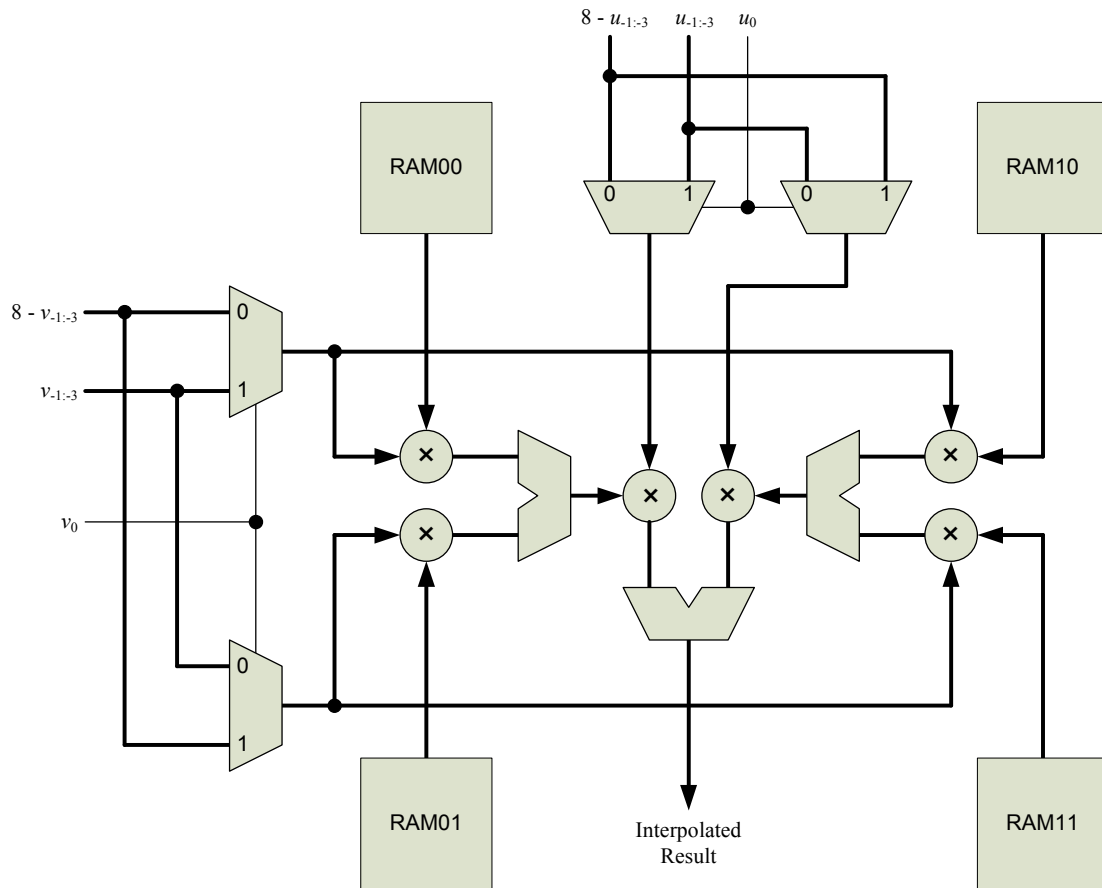 8 - u-1:-3 u-1:-3 u0
RAM00
RAM10
0 1 0 1
8 - v-1:-3
0
v-1:-3
1
×
×
×
×
v0
×
×
0
1
RAM01
RAM11
Interpolated
Result